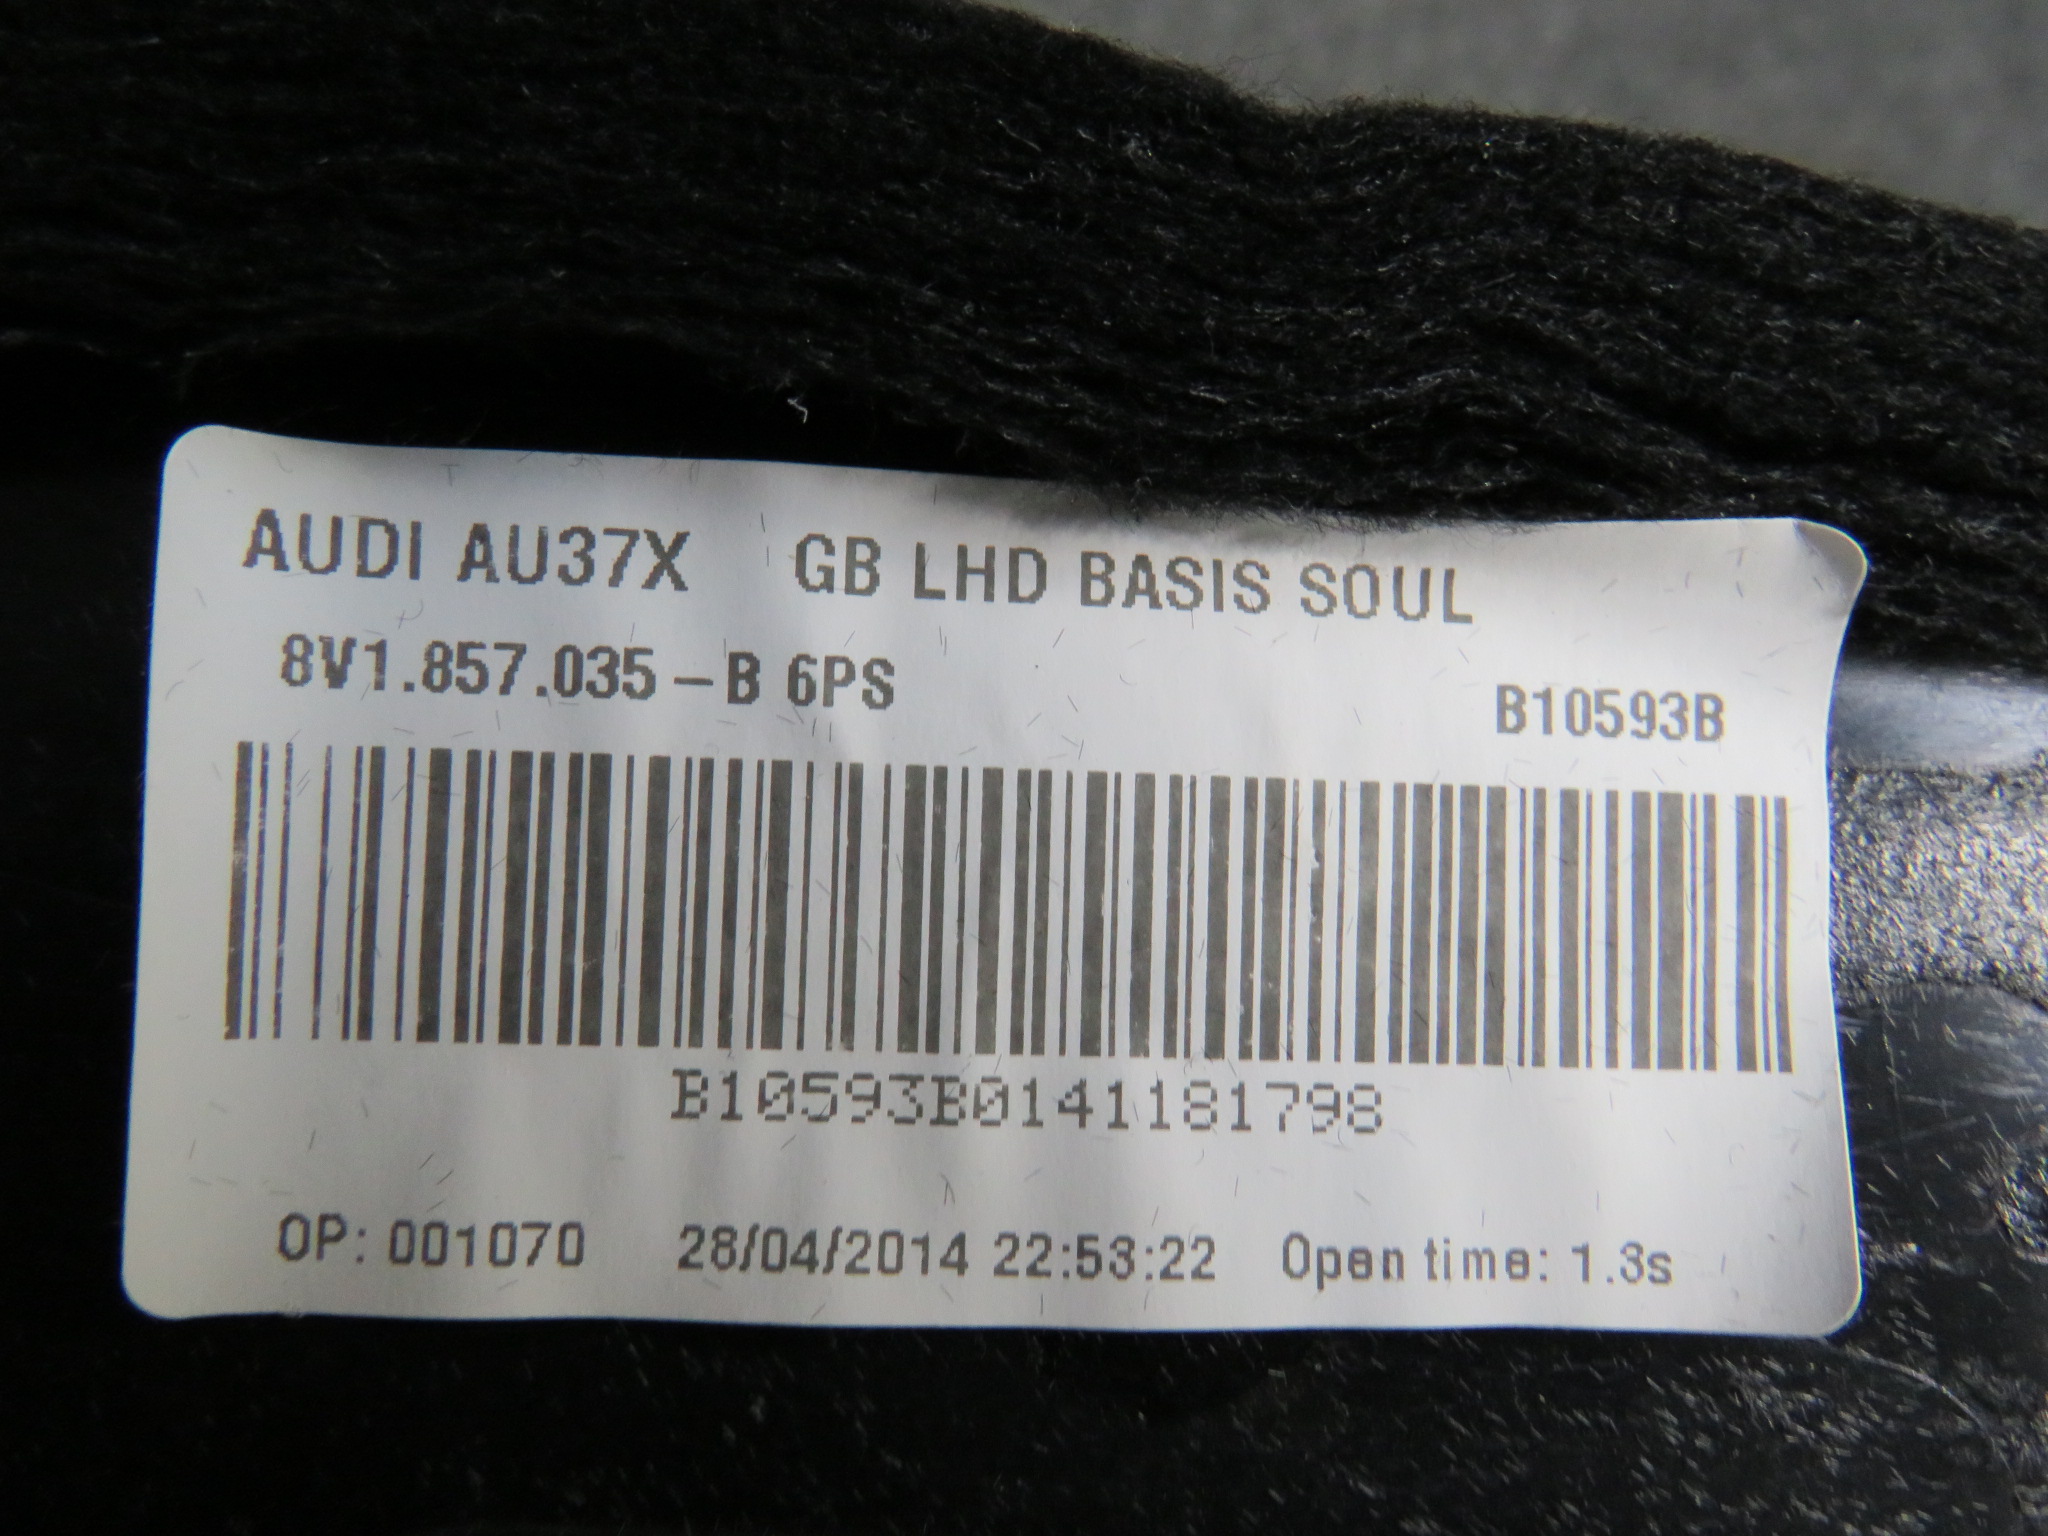 AUDI AU37X GB LHD BASIS SOUL
8V1.857.035-B 6PS
B10593B
B10593B0141181798
OP: 001070 28/04/2014 22:53:22 Open time: 1.3s